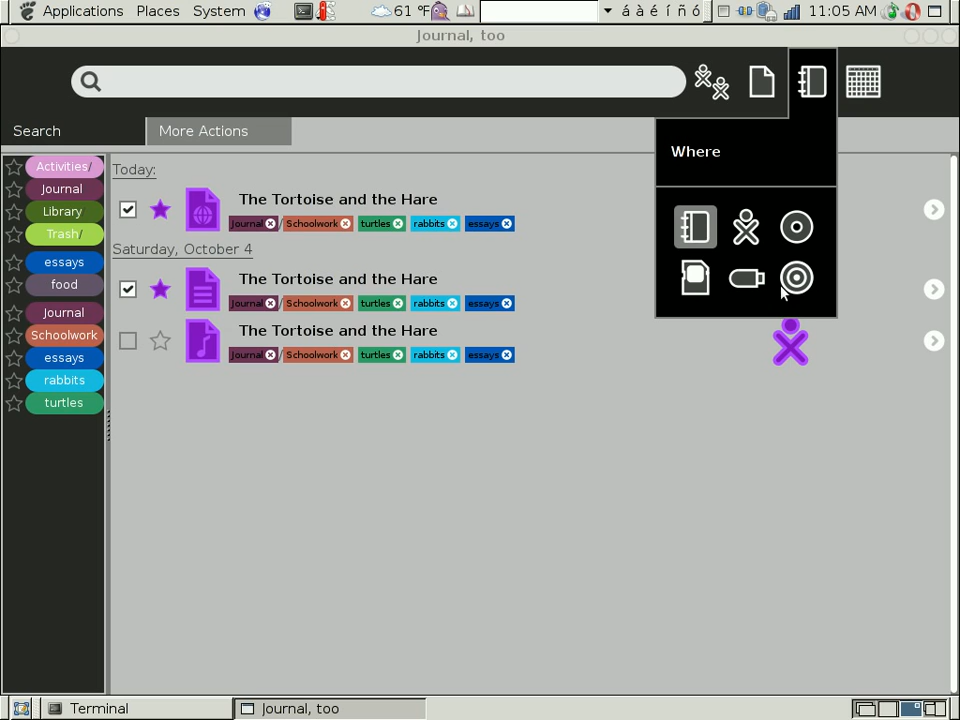 Applications Places System 61 °F á à é í ñ ó 11:05 AM
Journal, too
Search More Actions
Where
Activities/
Journal
Library
Trash/
essays
food
Journal
Schoolwork
essays
rabbits
turtles
Today:
The Tortoise and the Hare
Journal / Schoolwork turtles rabbits essays
Saturday, October 4
The Tortoise and the Hare
Journal / Schoolwork turtles rabbits essays
The Tortoise and the Hare
Journal / Schoolwork turtles rabbits essays
Terminal Journal, too